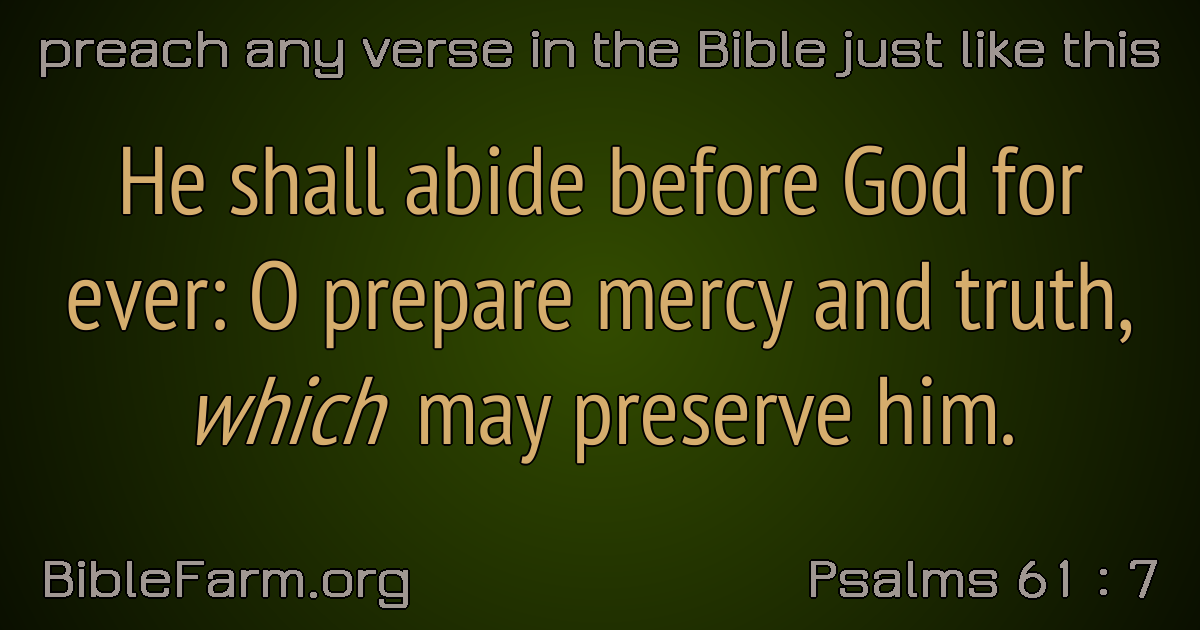 preach any verse in the Bible just like this
He shall abide before God for
ever: O prepare mercy and truth,
which may preserve him.
BibleFarm.org
Psalms 61 : 7